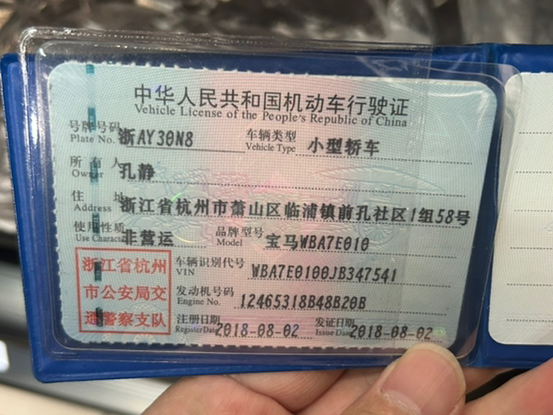 中华人民共和国机动车行驶证
Vehicle License of the People's Republic of China
号牌号码 浙AY30N8 车辆类型 小型轿车
Plate No. Vehicle Type
所有人 孔静
Owner
住址 浙江省杭州市萧山区临浦镇前孔社区1组58号
Address
使用性质 非营运 品牌型号 宝马WBA7E010
Use Character Model
浙江省杭州
市公安局交
通警察支队
车辆识别代号 WBA7E0100JB347541
VIN
发动机号码 12465318B48B20B
Engine No.
注册日期 2018-08-02 发证日期 2018-08-02
Register Date Issue Date